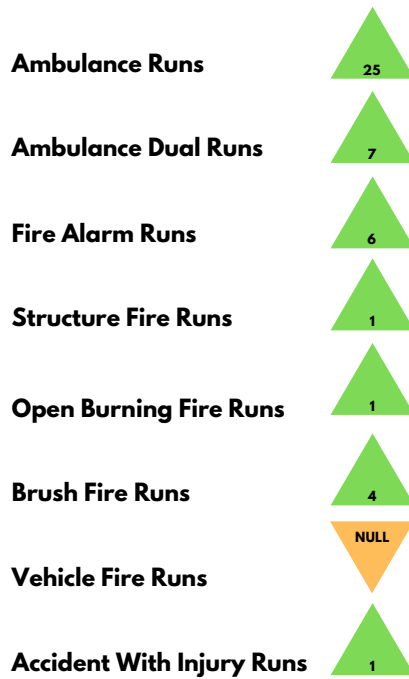 Ambulance Runs
25
Ambulance Dual Runs
7
Fire Alarm Runs
6
Structure Fire Runs
1
Open Burning Fire Runs
1
Brush Fire Runs
4
NULL
Vehicle Fire Runs
Accident With Injury Runs
1